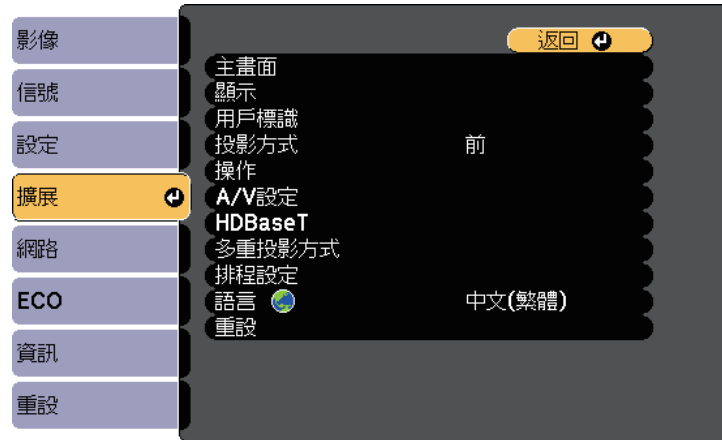 影像
信號
設定
擴展
網路
ECO
資訊
重設
返回
主畫面
顯示
用戶標識
投影方式 前
操作
A/V設定
HDBaseT
多重投影方式
排程設定
語言 中文(繁體)
重設